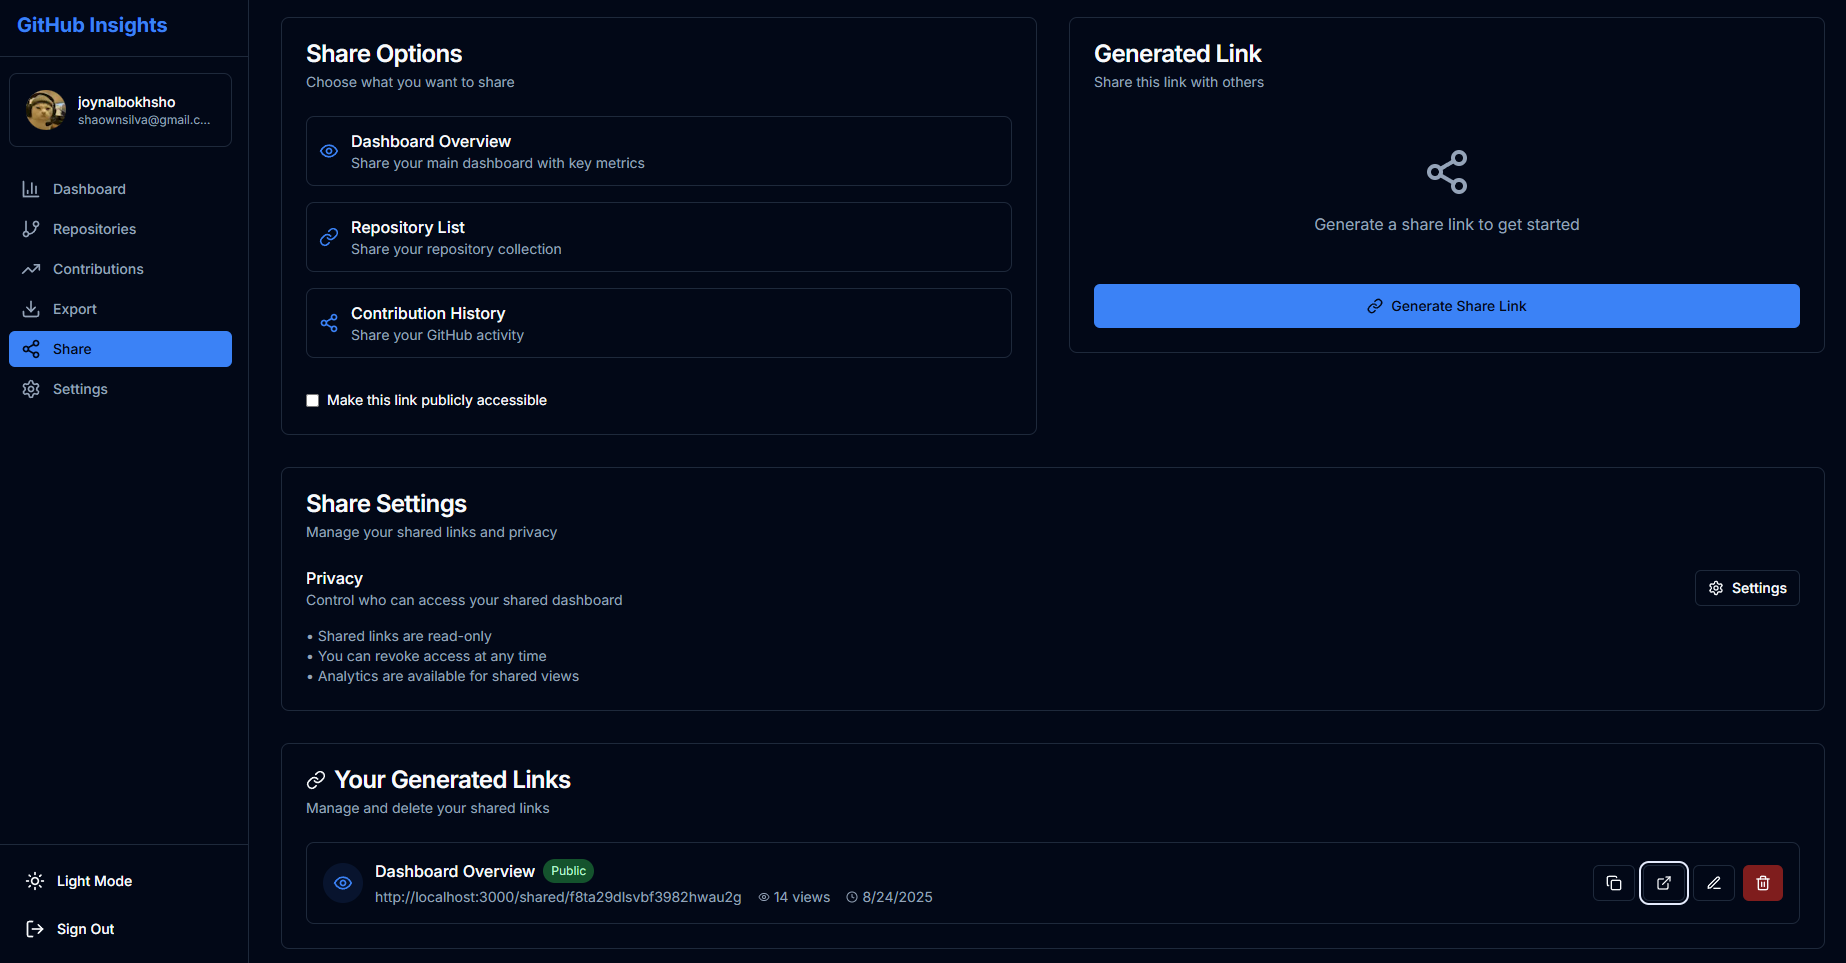 GitHub Insights
joynalbokhsho
shaownsilva@gmail.c...
Dashboard
Repositories
Contributions
Export
Share
Settings
Light Mode
Sign Out
Share Options
Choose what you want to share
Dashboard Overview
Share your main dashboard with key metrics
Repository List
Share your repository collection
Contribution History
Share your GitHub activity
Make this link publicly accessible
Generated Link
Share this link with others
Generate a share link to get started
Generate Share Link
Share Settings
Manage your shared links and privacy
Privacy
Control who can access your shared dashboard
Settings
• Shared links are read-only
• You can revoke access at any time
• Analytics are available for shared views
Your Generated Links
Manage and delete your shared links
Dashboard Overview Public
http://localhost:3000/shared/f8ta29dlsvbf3982hwau2g 14 views 8/24/2025